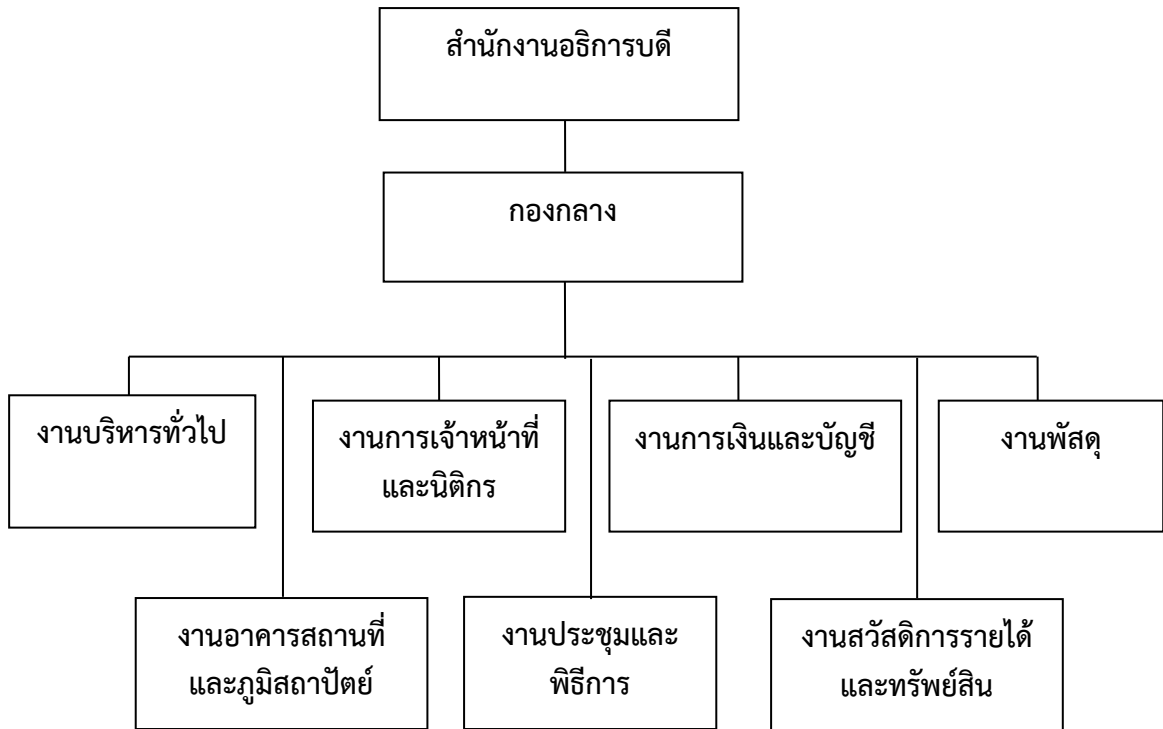 สำนักงานอธิการบดี
กองกลาง
งานบริหารทั่วไป
งานการเจ้าหน้าที่
และนิติกร
งานการเงินและบัญชี
งานพัสดุ
งานอาคารสถานที่
และภูมิสถาปัตย์
งานประชุมและ
พิธีการ
งานสวัสดิการรายได้
และทรัพย์สิน